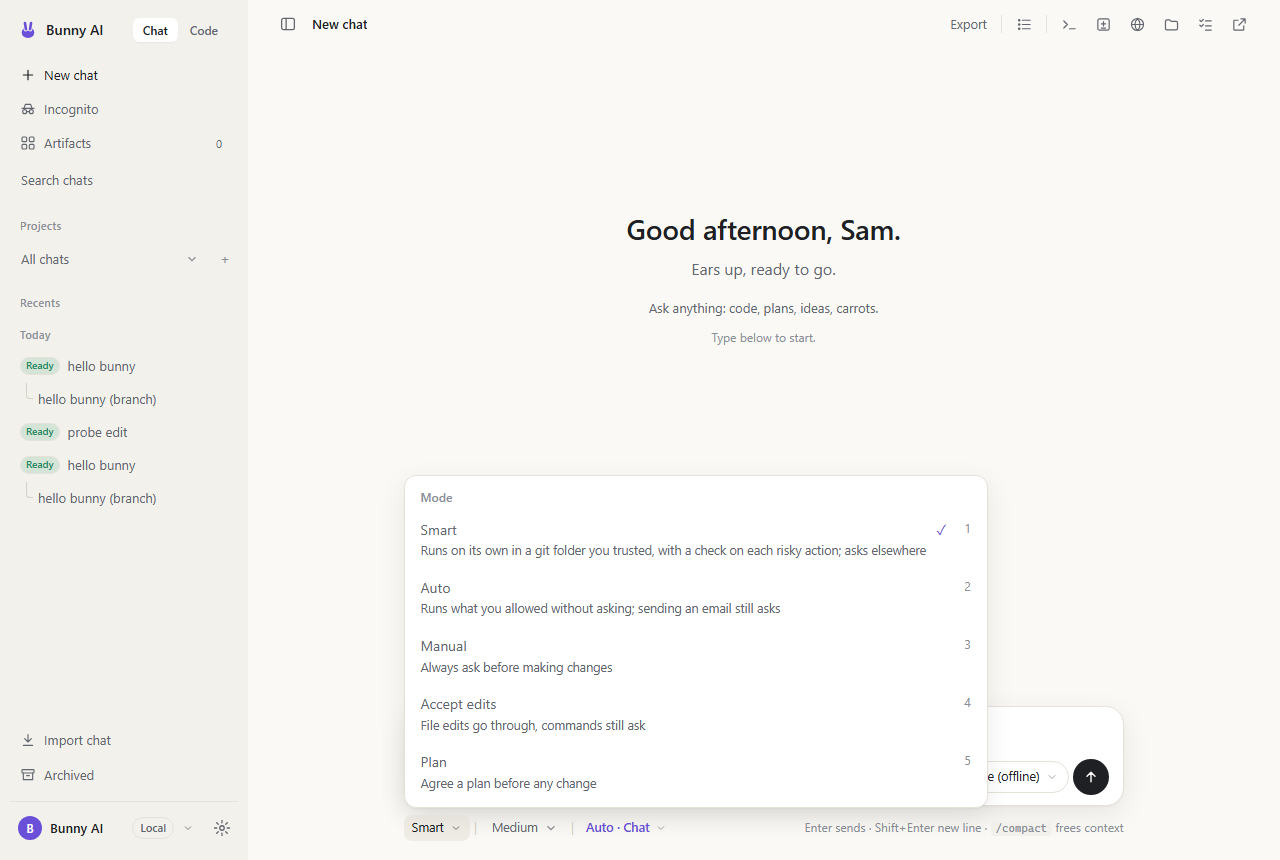 Bunny AI
Chat
Code
New chat
Incognito
Artifacts 0
Search chats
Projects
All chats +
Recents
Today
Ready hello bunny
hello bunny (branch)
Ready probe edit
Ready hello bunny
hello bunny (branch)
Import chat
Archived
B Bunny AI Local
New chat
Export
Good afternoon, Sam.
Ears up, ready to go.
Ask anything: code, plans, ideas, carrots.
Type below to start.
Mode
Smart ✓ 1
Runs on its own in a git folder you trusted, with a check on each risky action; asks elsewhere
Auto 2
Runs what you allowed without asking; sending an email still asks
Manual 3
Always ask before making changes
Accept edits 4
File edits go through, commands still ask
Plan 5
Agree a plan before any change
e (offline)
Smart Medium Auto · Chat
Enter sends · Shift+Enter new line · /compact frees context